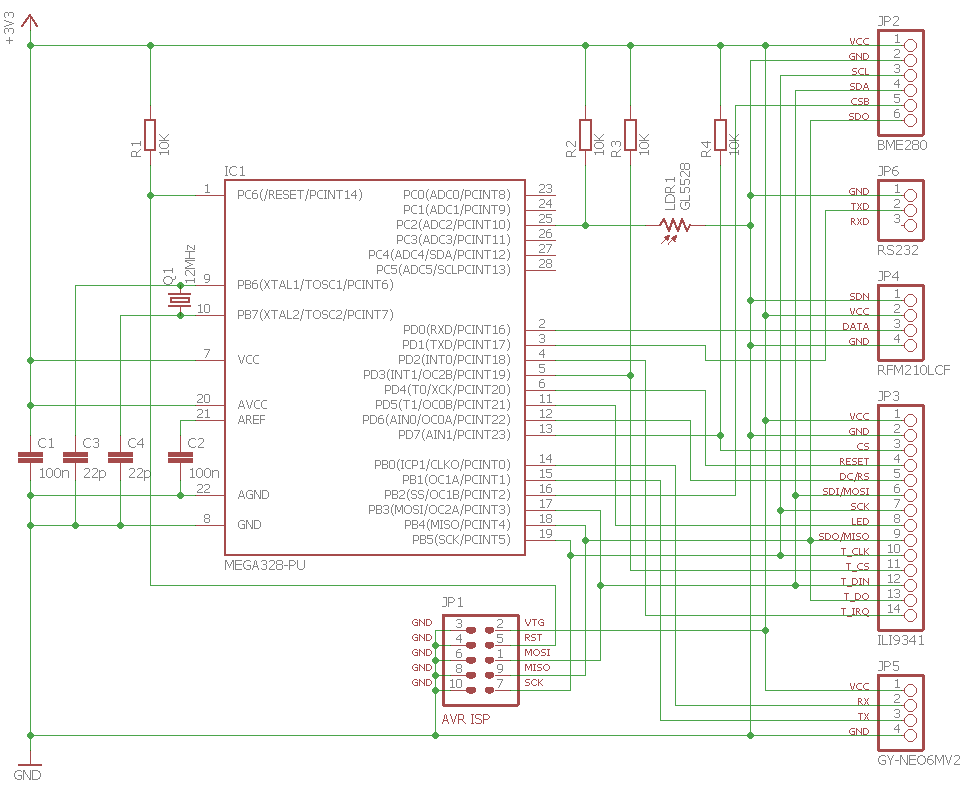 +3V3
R1
10K
R2
10K
R3
10K
R4
10K
LDR1
GL5528
IC1
1
PC6(/RESET/PCINT14)
Q1
12MHz
9
PB6(XTAL1/TOSC1/PCINT6)
10
PB7(XTAL2/TOSC2/PCINT7)
7
VCC
20
AVCC
21
AREF
22
AGND
8
GND
PC0(ADC0/PCINT8)
23
PC1(ADC1/PCINT9)
24
PC2(ADC2/PCINT10)
25
PC3(ADC3/PCINT11)
26
PC4(ADC4/SDA/PCINT12)
27
PC5(ADC5/SCLPCINT13)
28
PD0(RXD/PCINT16)
2
PD1(TXD/PCINT17)
3
PD2(INT0/PCINT18)
4
PD3(INT1/OC2B/PCINT19)
5
PD4(T0/XCK/PCINT20)
6
PD5(T1/OC0B/PCINT21)
11
PD6(AIN0/OC0A/PCINT22)
12
PD7(AIN1/PCINT23)
13
PB0(ICP1/CLKO/PCINT0)
14
PB1(OC1A/PCINT1)
15
PB2(SS/OC1B/PCINT2)
16
PB3(MOSI/OC2A/PCINT3)
17
PB4(MISO/PCINT4)
18
PB5(SCK/PCINT5)
19
MEGA328-PU
C1
100n
C3
22p
C4
22p
C2
100n
JP1
GND 3 2 VTG
GND 4 5 RST
GND 6 1 MOSI
GND 8 9 MISO
GND 10 7 SCK
AVR ISP
GND
JP2
VCC 1
GND 2
SCL 3
SDA 4
CSB 5
SDO 6
BME280
JP6
GND 1
TXD 2
RXD 3
RS232
JP4
SDN 1
VCC 2
DATA 3
GND 4
RFM210LCF
JP3
VCC 1
GND 2
CS 3
RESET 4
DC/RS 5
SDI/MOSI 6
SCK 7
LED 8
SDO/MISO 9
T_CLK 10
T_CS 11
T_DIN 12
T_DO 13
T_IRQ 14
ILI9341
JP5
VCC 1
RX 2
TX 3
GND 4
GY-NEO6MV2